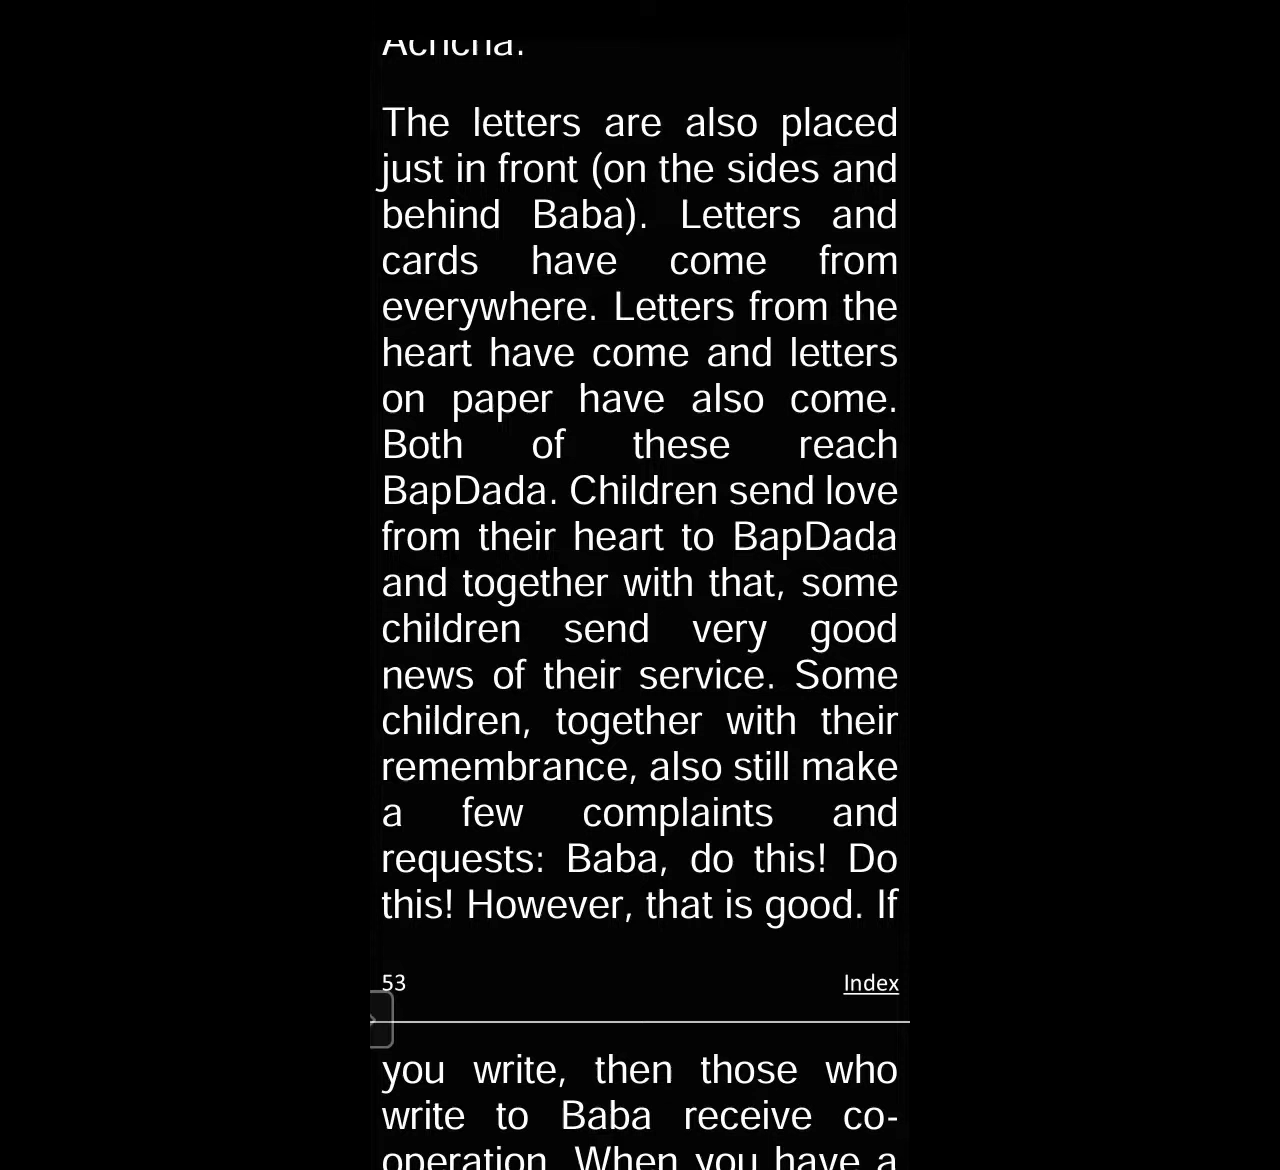 Achcha.
The letters are also placed
just in front (on the sides and
behind Baba). Letters and
cards have come from
everywhere. Letters from the
heart have come and letters
on paper have also come.
Both of these reach
BapDada. Children send love
from their heart to BapDada
and together with that, some
children send very good
news of their service. Some
children, together with their
remembrance, also still make
a few complaints and
requests: Baba, do this! Do
this! However, that is good. If
53 Index
you write, then those who
write to Baba receive co-
operation. When you have a